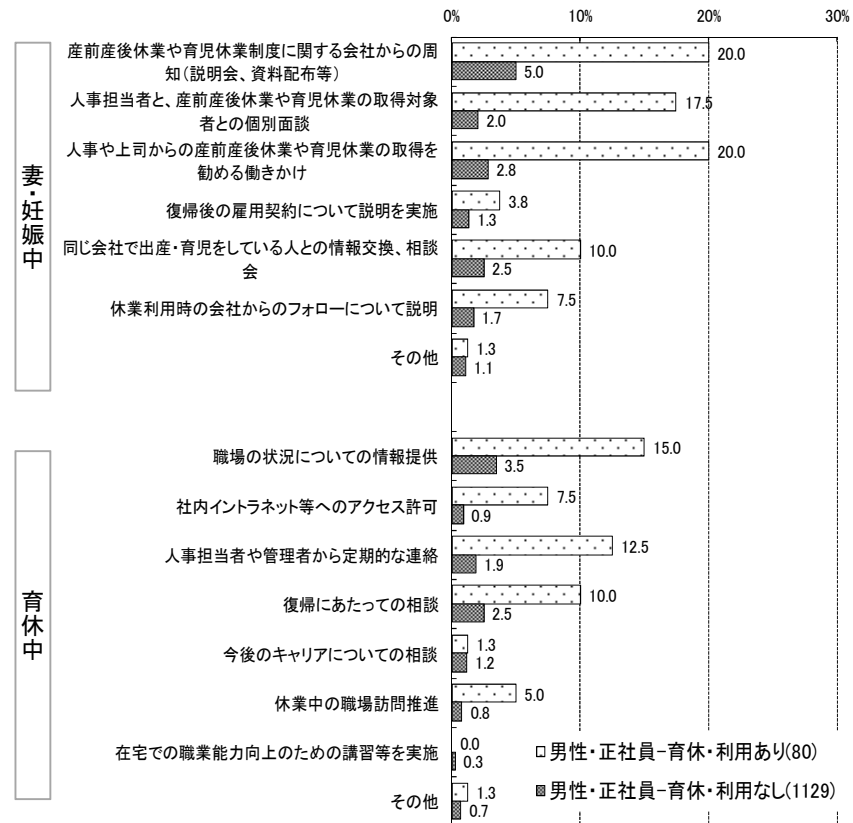 0% 10% 20% 30%
妻・妊娠中
産前産後休業や育児休業制度に関する会社からの周
知(説明会、資料配布等)
20.0
5.0
人事担当者と、産前産後休業や育児休業の取得対象
者との個別面談
17.5
2.0
人事や上司からの産前産後休業や育児休業の取得を
勧める働きかけ
20.0
2.8
復帰後の雇用契約について説明を実施
3.8
1.3
同じ会社で出産・育児をしている人との情報交換、相談
会
10.0
2.5
休業利用時の会社からのフォローについて説明
7.5
1.7
その他
1.3
1.1
育休中
職場の状況についての情報提供
15.0
3.5
社内イントラネット等へのアクセス許可
7.5
0.9
人事担当者や管理者から定期的な連絡
12.5
1.9
復帰にあたっての相談
10.0
2.5
今後のキャリアについての相談
1.3
1.2
休業中の職場訪問推進
5.0
0.8
在宅での職業能力向上のための講習等を実施
0.0
0.3
その他
1.3
0.7
男性・正社員-育休・利用あり(80)
男性・正社員-育休・利用なし(1129)